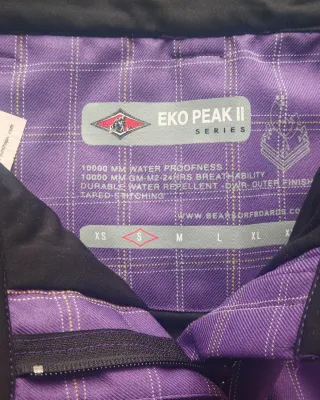 EKO PEAK II
SERIES
10000 MM WATER PROOFNESS
10000 MM GM-M2-24HRS BREATHABILITY
DURABLE WATER REPELLENT -DWR- OUTER FINISH
TAPED STITCHING
WWW.BEARSURFBOARDS.COM
XS S M L XL